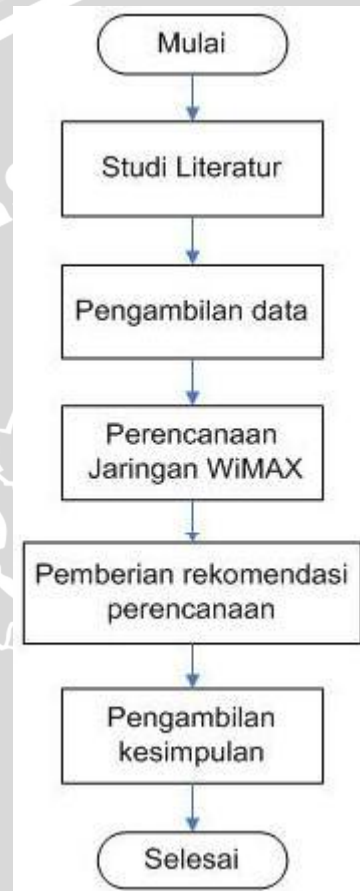 Mulai
Studi Literatur
Pengambilan data
Perencanaan
Jaringan WiMAX
Pemberian rekomendasi
perencanaan
Pengambilan
kesimpulan
Selesai